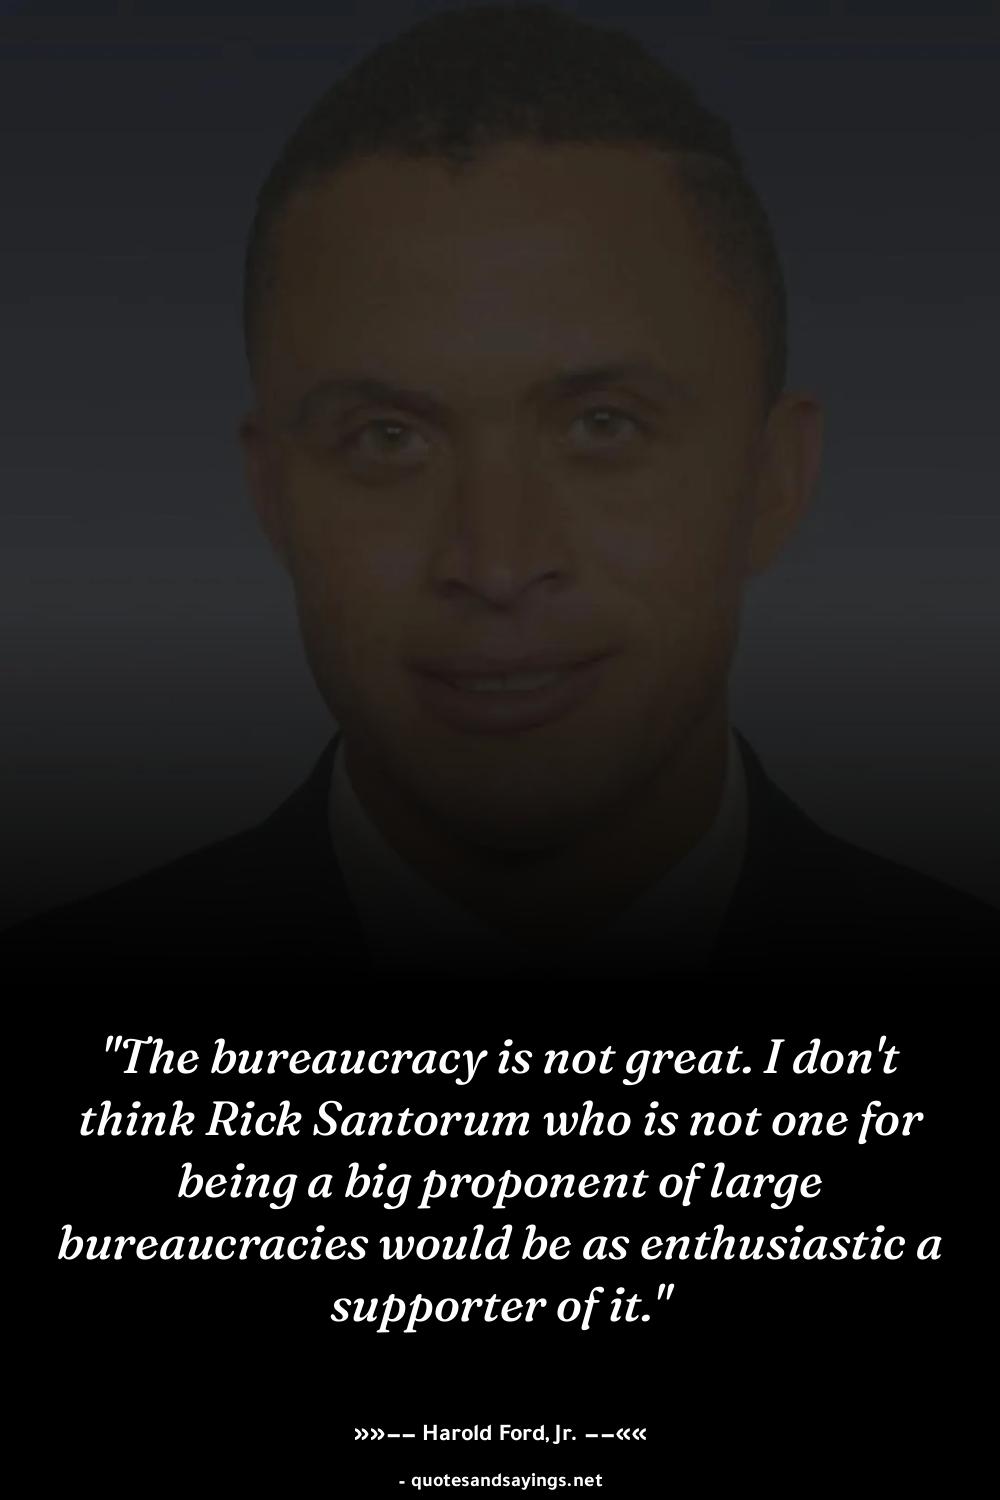 "The bureaucracy is not great. I don't
think Rick Santorum who is not one for
being a big proponent of large
bureaucracies would be as enthusiastic a
supporter of it."
»»–– Harold Ford, Jr. ––««
- quotesandsayings.net